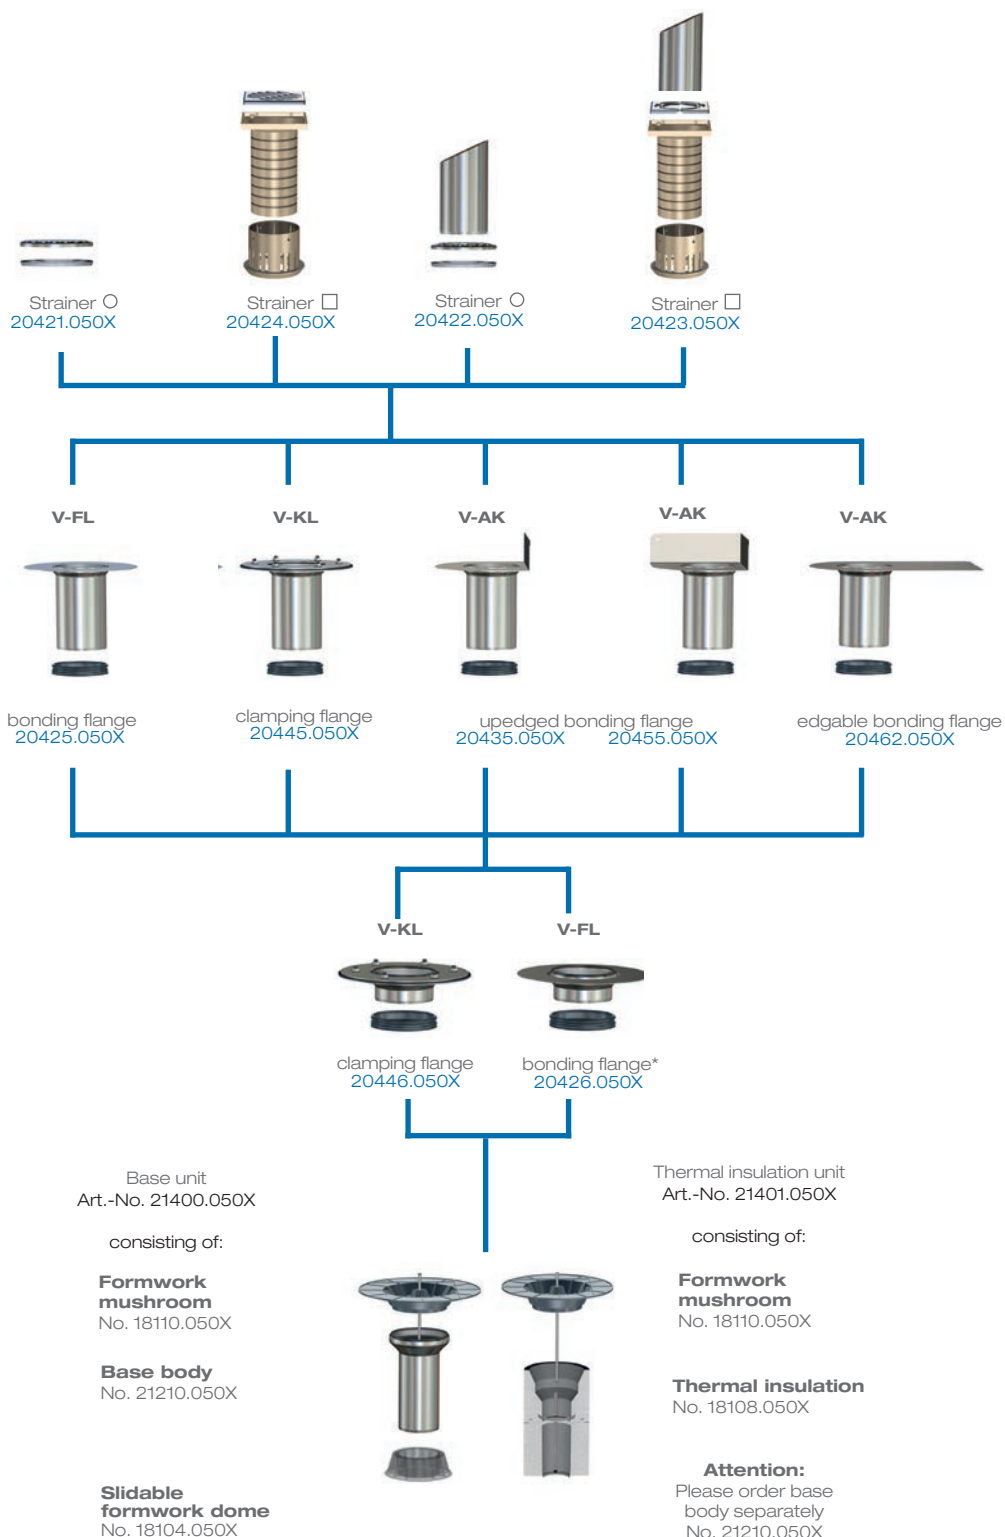 Strainer ○
20421.050X
Strainer □
20424.050X
Strainer ○
20422.050X
Strainer □
20423.050X
V-FL
V-KL
V-AK
V-AK
V-AK
bonding flange
20425.050X
clamping flange
20445.050X
upedged bonding flange
20435.050X
20455.050X
edgable bonding flange
20462.050X
V-KL
V-FL
clamping flange
20446.050X
bonding flange*
20426.050X
Base unit
Art.-No. 21400.050X
consisting of:
Formwork
mushroom
No. 18110.050X
Base body
No. 21210.050X
Slidable
formwork dome
No. 18104.050X
Thermal insulation unit
Art.-No. 21401.050X
consisting of:
Formwork
mushroom
No. 18110.050X
Thermal insulation
No. 18108.050X
Attention:
Please order base
body separately
No. 21210.050X